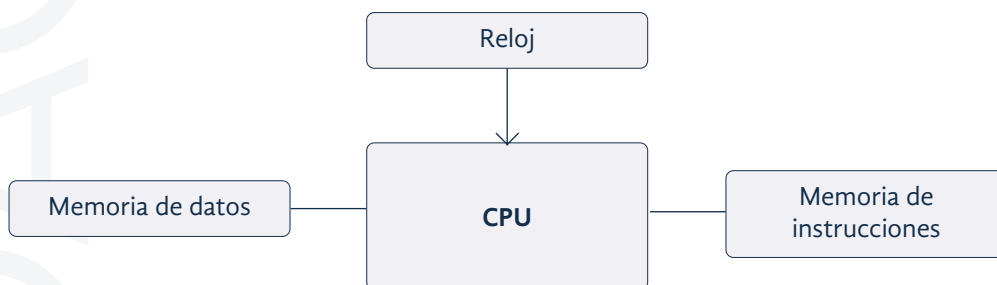 Reloj
Memoria de datos
CPU
Memoria de
instrucciones